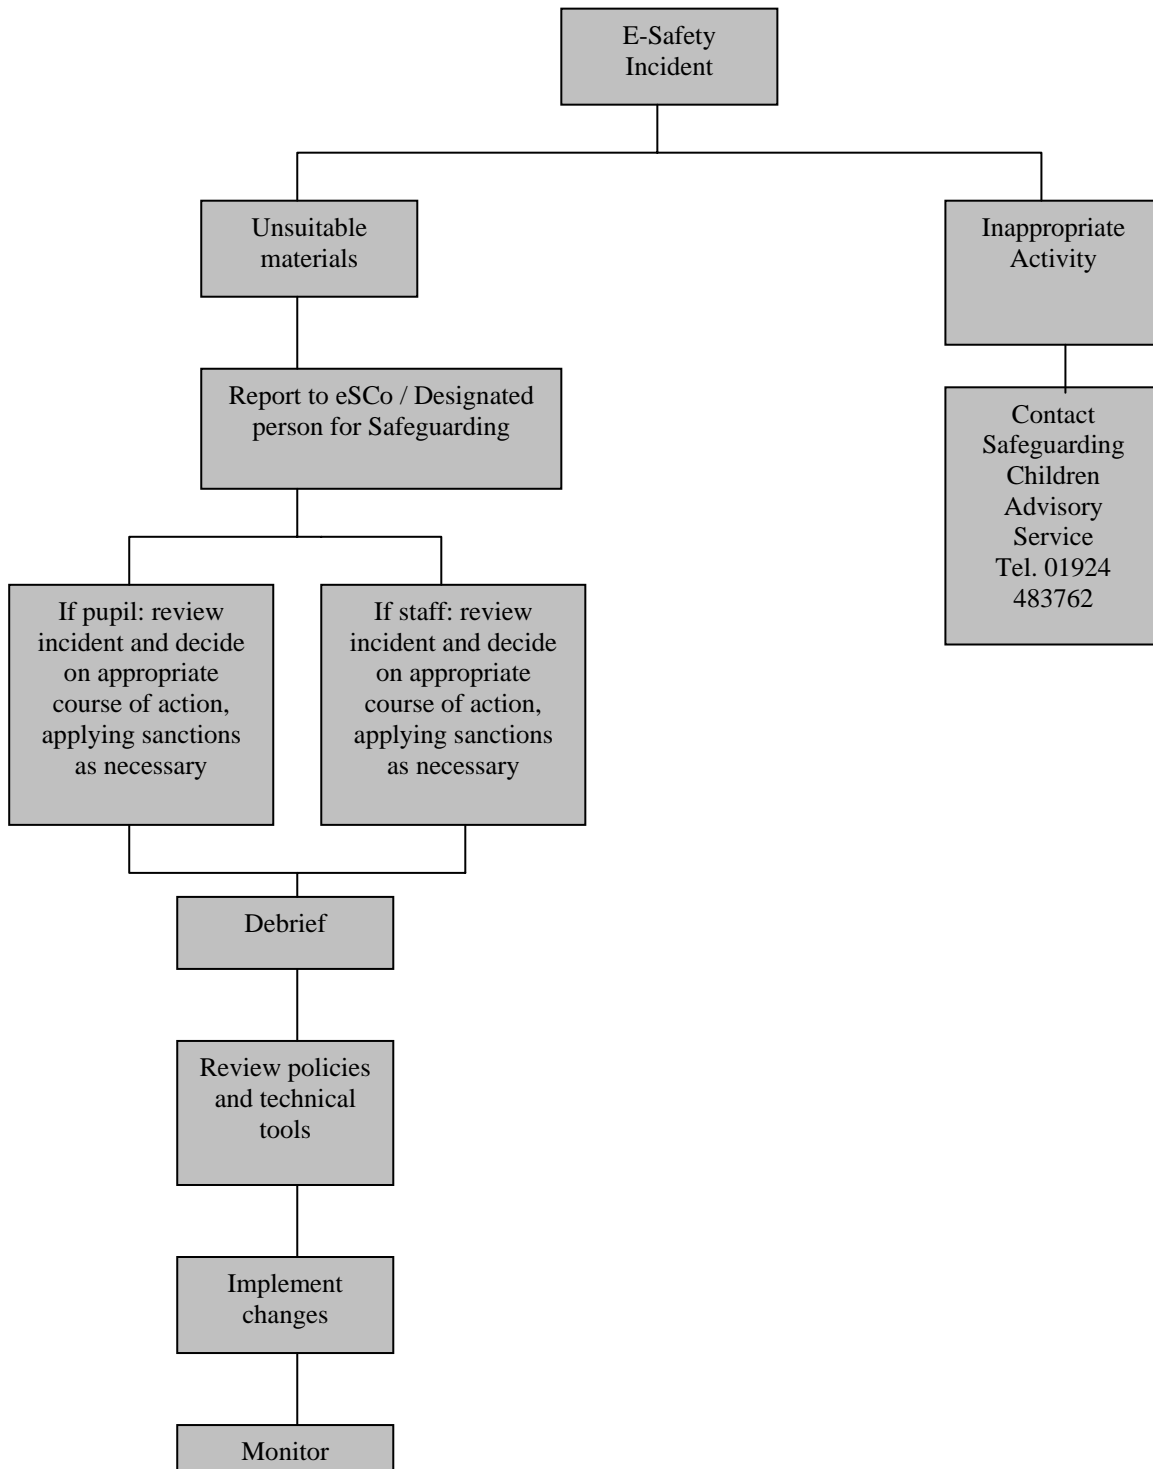 E-Safety
Incident
Unsuitable
materials
Inappropriate
Activity
Report to eSCo / Designated
person for Safeguarding
Contact
Safeguarding
Children
Advisory
Service
Tel. 01924
483762
If pupil: review
incident and decide
on appropriate
course of action,
applying sanctions
as necessary
If staff: review
incident and decide
on appropriate
course of action,
applying sanctions
as necessary
Debrief
Review policies
and technical
tools
Implement
changes
Monitor